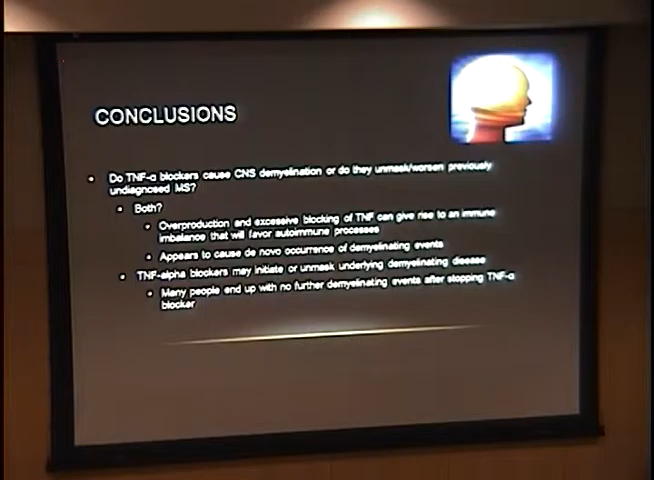 CONCLUSIONS
Do TNF-α blockers cause CNS demyelination or do they unmask/worsen previously
undiagnosed MS?
Both?
Overproduction and excessive blocking of TNF can give rise to an immune
imbalance that will favor autoimmune processes
Appears to cause de novo occurrence of demyelinating events
TNF-alpha blockers may initiate or unmask underlying demyelinating disease
Many people end up with no further demyelinating events after stopping TNF-α
blocker